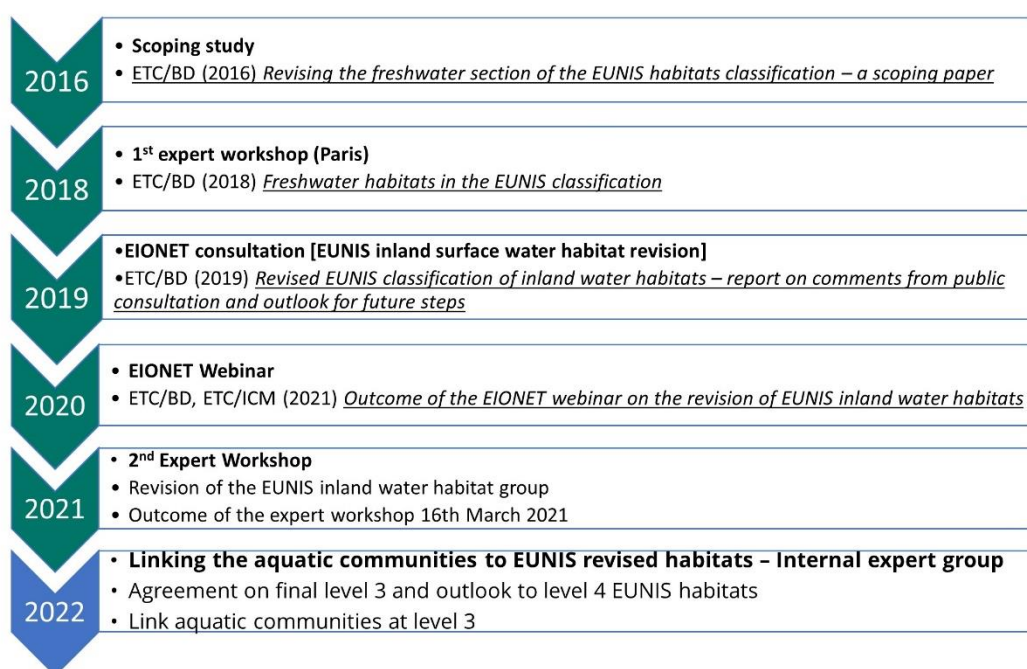 2016
• Scoping study
• ETC/BD (2016) Revising the freshwater section of the EUNIS habitats classification – a scoping paper
2018
• 1st expert workshop (Paris)
• ETC/BD (2018) Freshwater habitats in the EUNIS classification
2019
•EIONET consultation [EUNIS inland surface water habitat revision]
•ETC/BD (2019) Revised EUNIS classification of inland water habitats – report on comments from public
consultation and outlook for future steps
2020
• EIONET Webinar
• ETC/BD, ETC/ICM (2021) Outcome of the EIONET webinar on the revision of EUNIS inland water habitats
2021
• 2nd Expert Workshop
• Revision of the EUNIS inland water habitat group
• Outcome of the expert workshop 16th March 2021
2022
• Linking the aquatic communities to EUNIS revised habitats – Internal expert group
• Agreement on final level 3 and outlook to level 4 EUNIS habitats
• Link aquatic communities at level 3